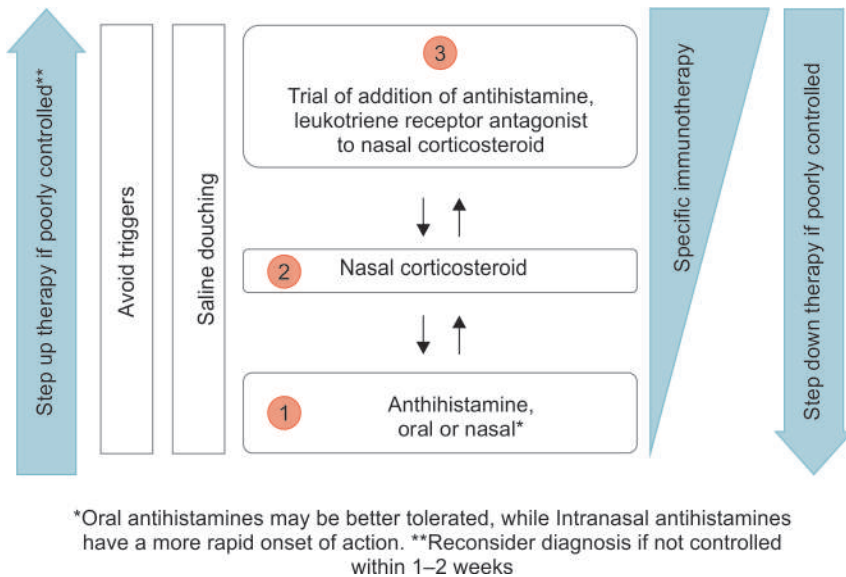 Step up therapy if poorly controlled**
Avoid triggers
Saline douching
3
Trial of addition of antihistamine,
leukotriene receptor antagonist
to nasal corticosteroid
2
Nasal corticosteroid
1
Anthihistamine,
oral or nasal*
Specific immunotherapy
Step down therapy if poorly controlled
*Oral antihistamines may be better tolerated, while Intranasal antihistamines
have a more rapid onset of action. **Reconsider diagnosis if not controlled
within 1–2 weeks